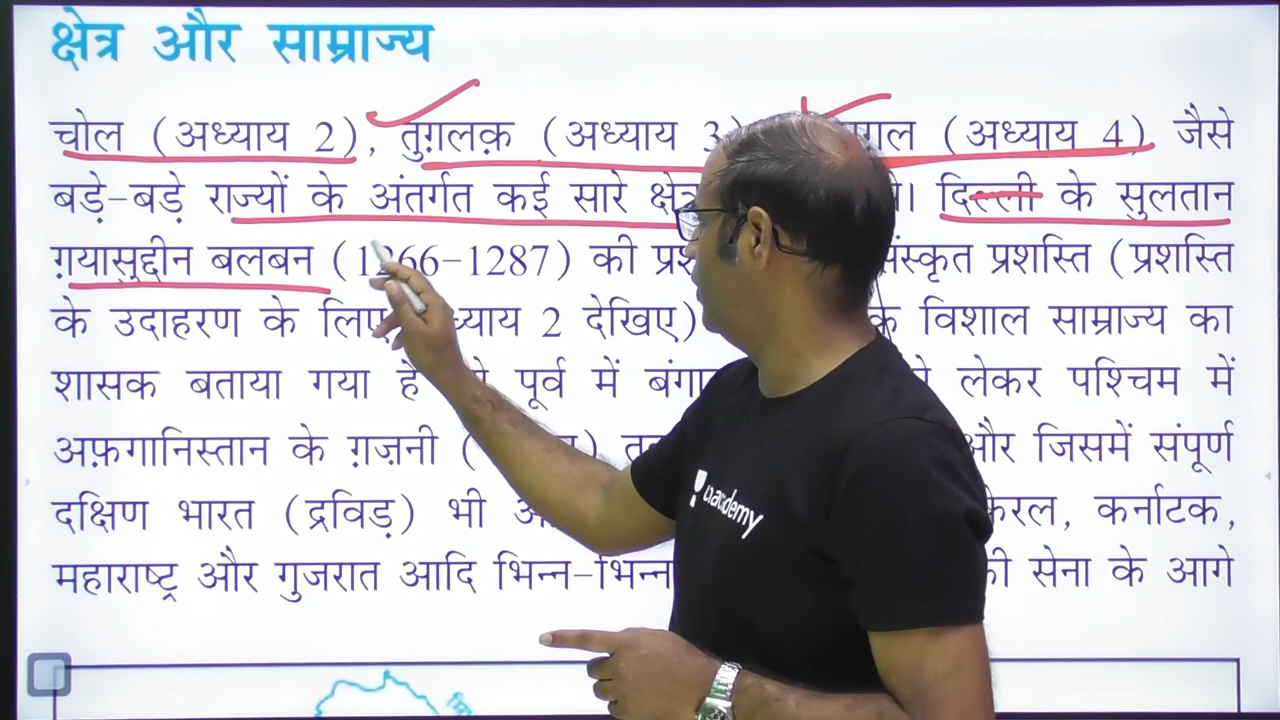 क्षेत्र और साम्राज्य
चोल (अध्याय 2), तुग़लक़ (अध्याय 3) (अध्याय 4) जैसे
बड़े-बड़े राज्यों के अंतर्गत कई सारे दिल्ली के सुलतान
ग़यासुद्दीन बलबन (1266-1287) की संस्कृत प्रशस्ति (प्रशस्ति
के उदाहरण के लिए 2 देखिए) के विशाल साम्राज्य का
शासक बताया गया पूर्व में लेकर पश्चिम में
अफ़गानिस्तान के ग़ज़नी ( ) और जिसमें संपूर्ण
दक्षिण भारत (द्रविड़) भी केरल, कर्नाटक,
महाराष्ट्र और गुजरात आदि भिन्न-भिन्न की सेना के आगे
unacademy